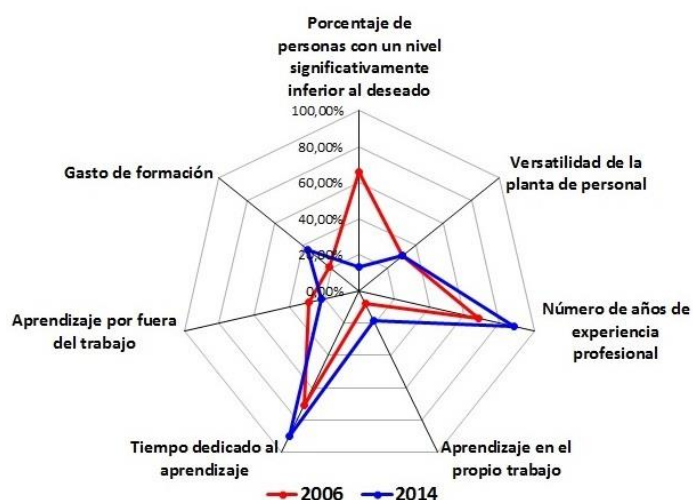 Porcentaje de
personas con un nivel
significativamente
inferior al deseado
100,00%
80,00%
60,00%
40,00%
20,00%
0,00%
Versatilidad de la
planta de personal
Número de años de
experiencia
profesional
Aprendizaje en el
propio trabajo
Tiempo dedicado al
aprendizaje
Aprendizaje por fuera
del trabajo
Gasto de formación
2006
2014